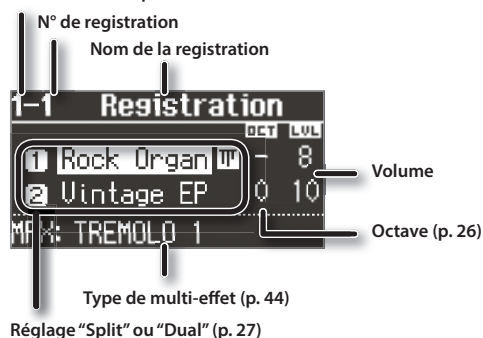 N° de registration
Nom de la registration
1-1 Registration
OCT LVL
1 Rock Organ - 8
2 Vintage EP 0 10
MFX: TREMOLO 1
Volume
Octave (p. 26)
Type de multi-effet (p. 44)
Réglage “Split” ou “Dual” (p. 27)